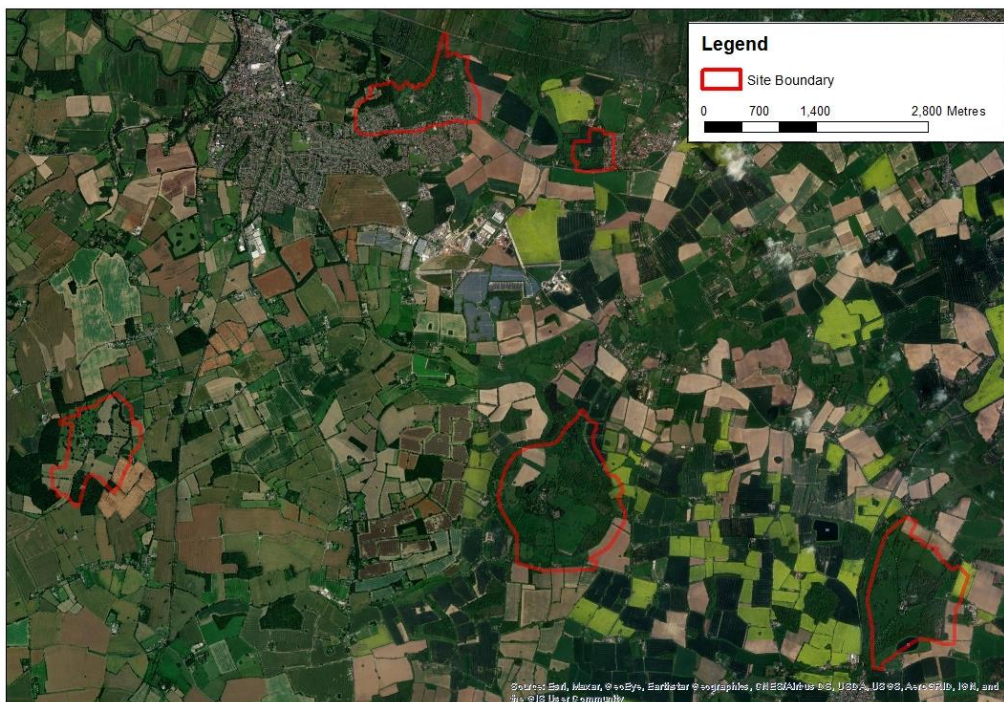 Legend
Site Boundary
0 700 1,400 2,800 Metres
Source: Esri, Maxar, GeoEye, Earthstar Geographics, CNES/Airbus DS, USDA, USGS, AeroGRID, IGN, and
the GIS User Community